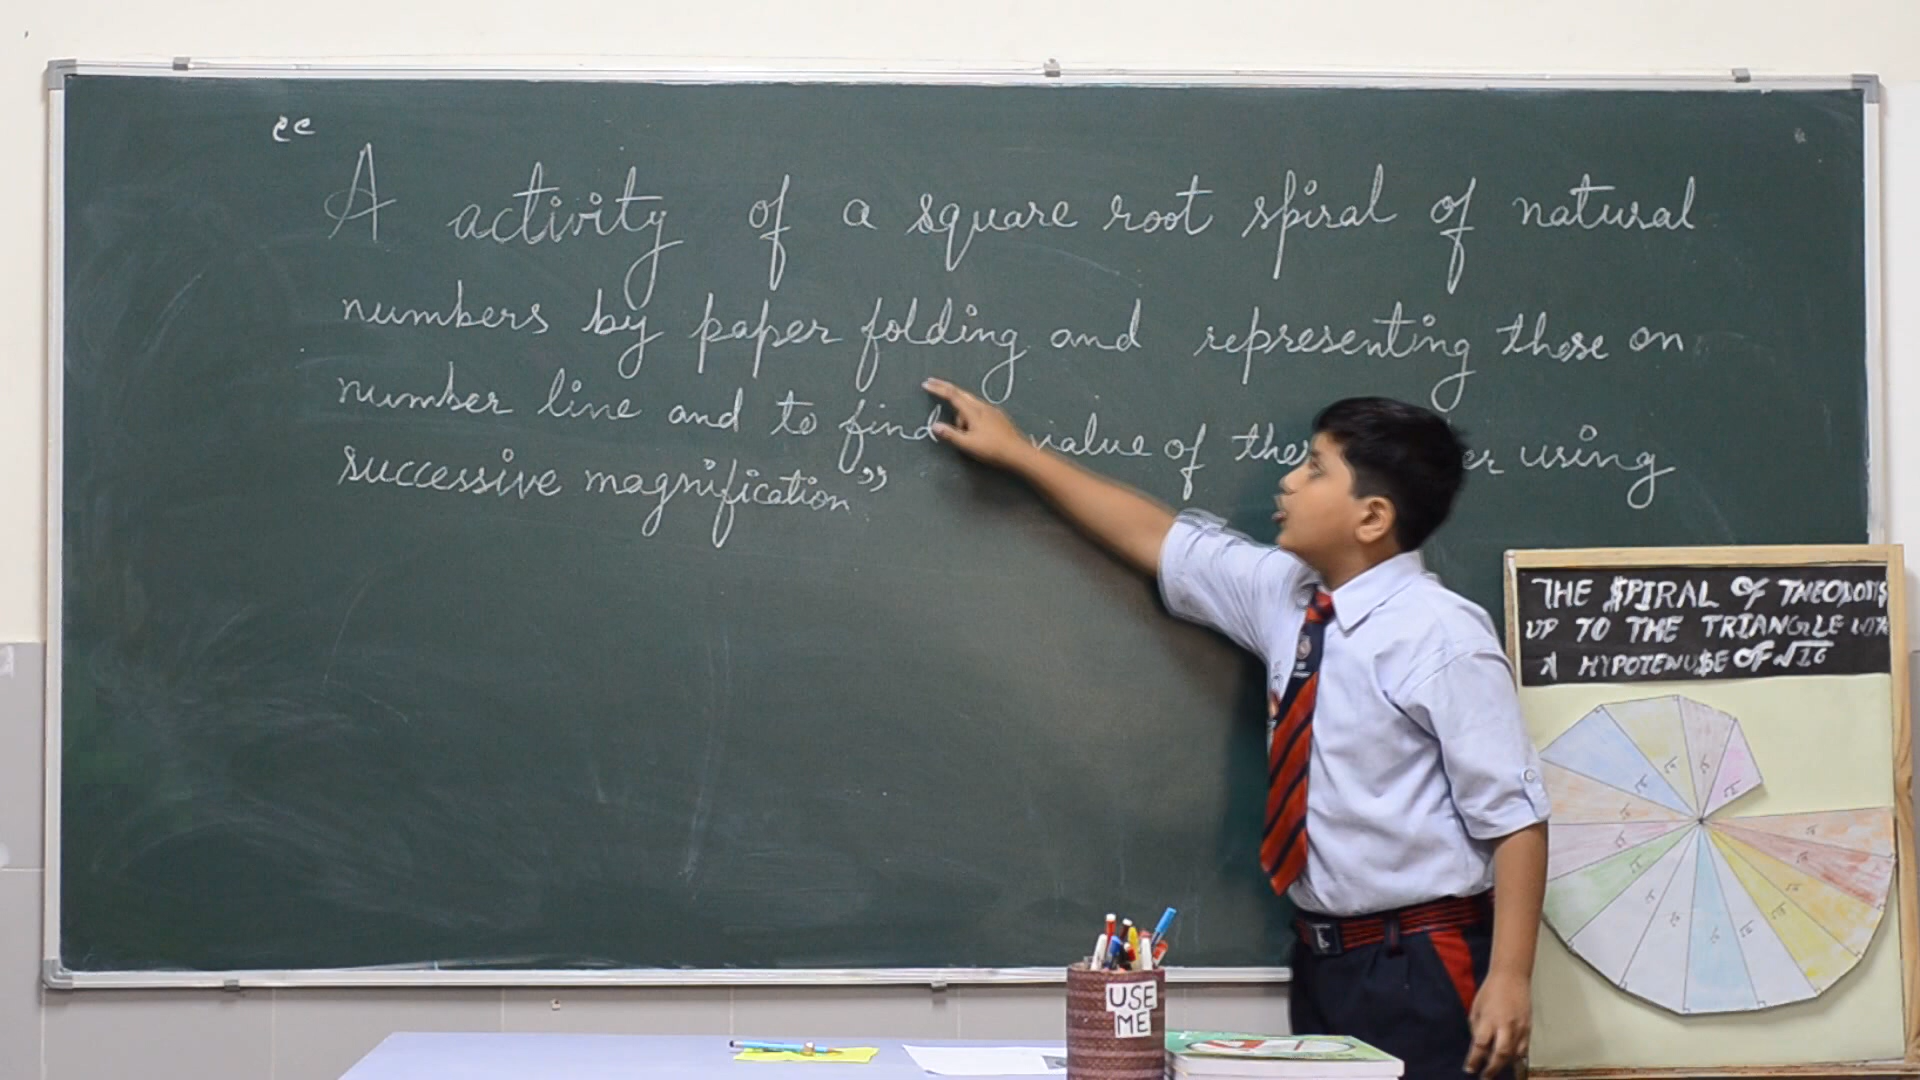 “ A activity of a square root spiral of natural
numbers by paper folding and representing these on
number line and to find value of using
successive magnification”
THE SPIRAL OF THEODORUS
UP TO THE TRIANGLE WITH
A HYPOTENUSE OF √16
USE
ME